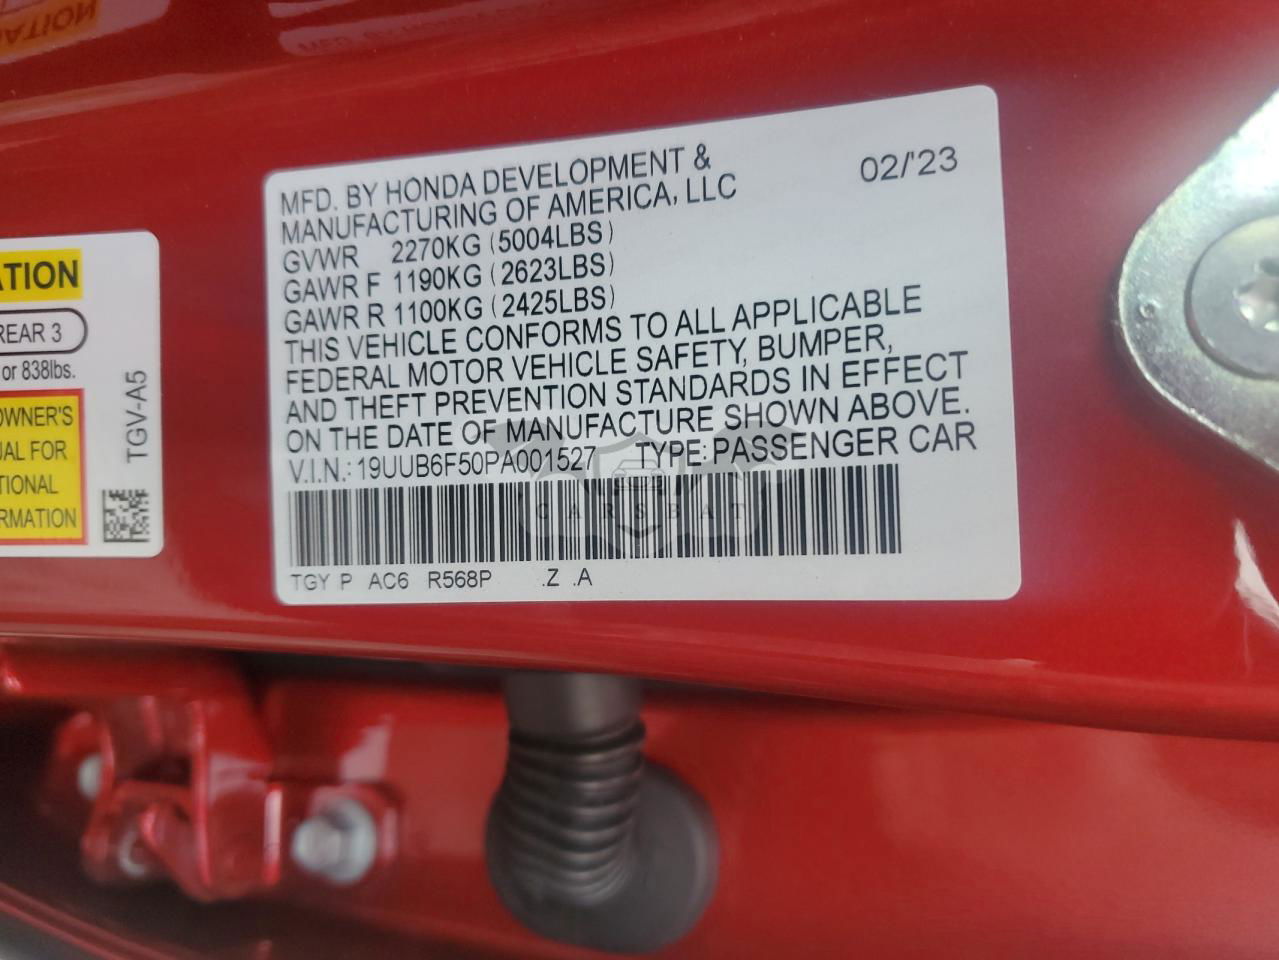 MFD. BY HONDA DEVELOPMENT &
MANUFACTURING OF AMERICA, LLC
02/'23
GVWR 2270KG (5004LBS)
GAWR F 1190KG (2623LBS)
GAWR R 1100KG (2425LBS)
THIS VEHICLE CONFORMS TO ALL APPLICABLE
FEDERAL MOTOR VEHICLE SAFETY, BUMPER,
AND THEFT PREVENTION STANDARDS IN EFFECT
ON THE DATE OF MANUFACTURE SHOWN ABOVE.
V.I.N.: 19UUB6F50PA001527 TYPE: PASSENGER CAR
TGY P AC6 R568P .Z .A
CARSBAT
ATION
REAR 3
or 838lbs.
OWNER'S
UAL FOR
TIONAL
RMATION
TGV-A5